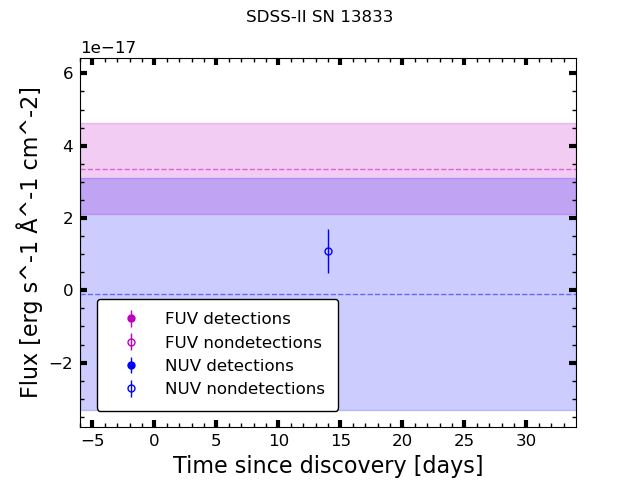 SDSS-II SN 13833
1e−17
6
4
2
0
−2
Flux [erg s^-1 Å^-1 cm^-2]
FUV detections
FUV nondetections
NUV detections
NUV nondetections
−5 0 5 10 15 20 25 30
Time since discovery [days]